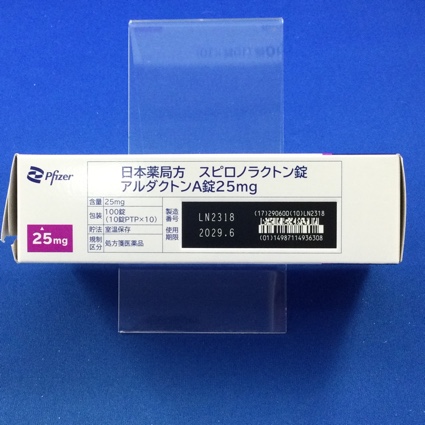 Pfizer
日本薬局方 スピロノラクトン錠
アルダクトンA錠25mg
25mg
含量 25mg
包装 100錠
(10錠PTP×10)
貯法 室温保存
規制区分 処方箋医薬品
製造番号 LN2318
使用期限 2029.6
(17)290600(10)LN2318
(01)14987114936308